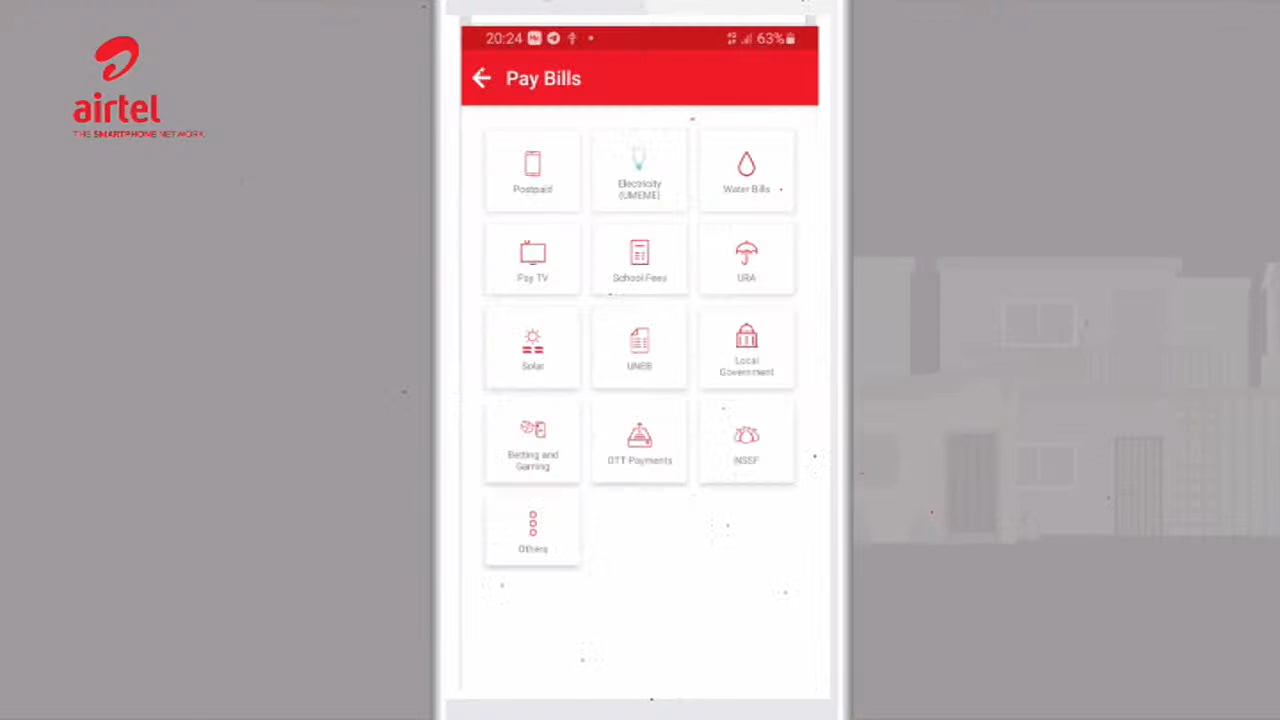 airtel
THE SMARTPHONE NETWORK
20:24
63%
Pay Bills
Postpaid
Electricity
(UMEME)
Water Bills
Pay TV
School Fees
URA
Solar
UNEB
Local
Government
Betting and
Gaming
OTT Payments
NSSF
Others